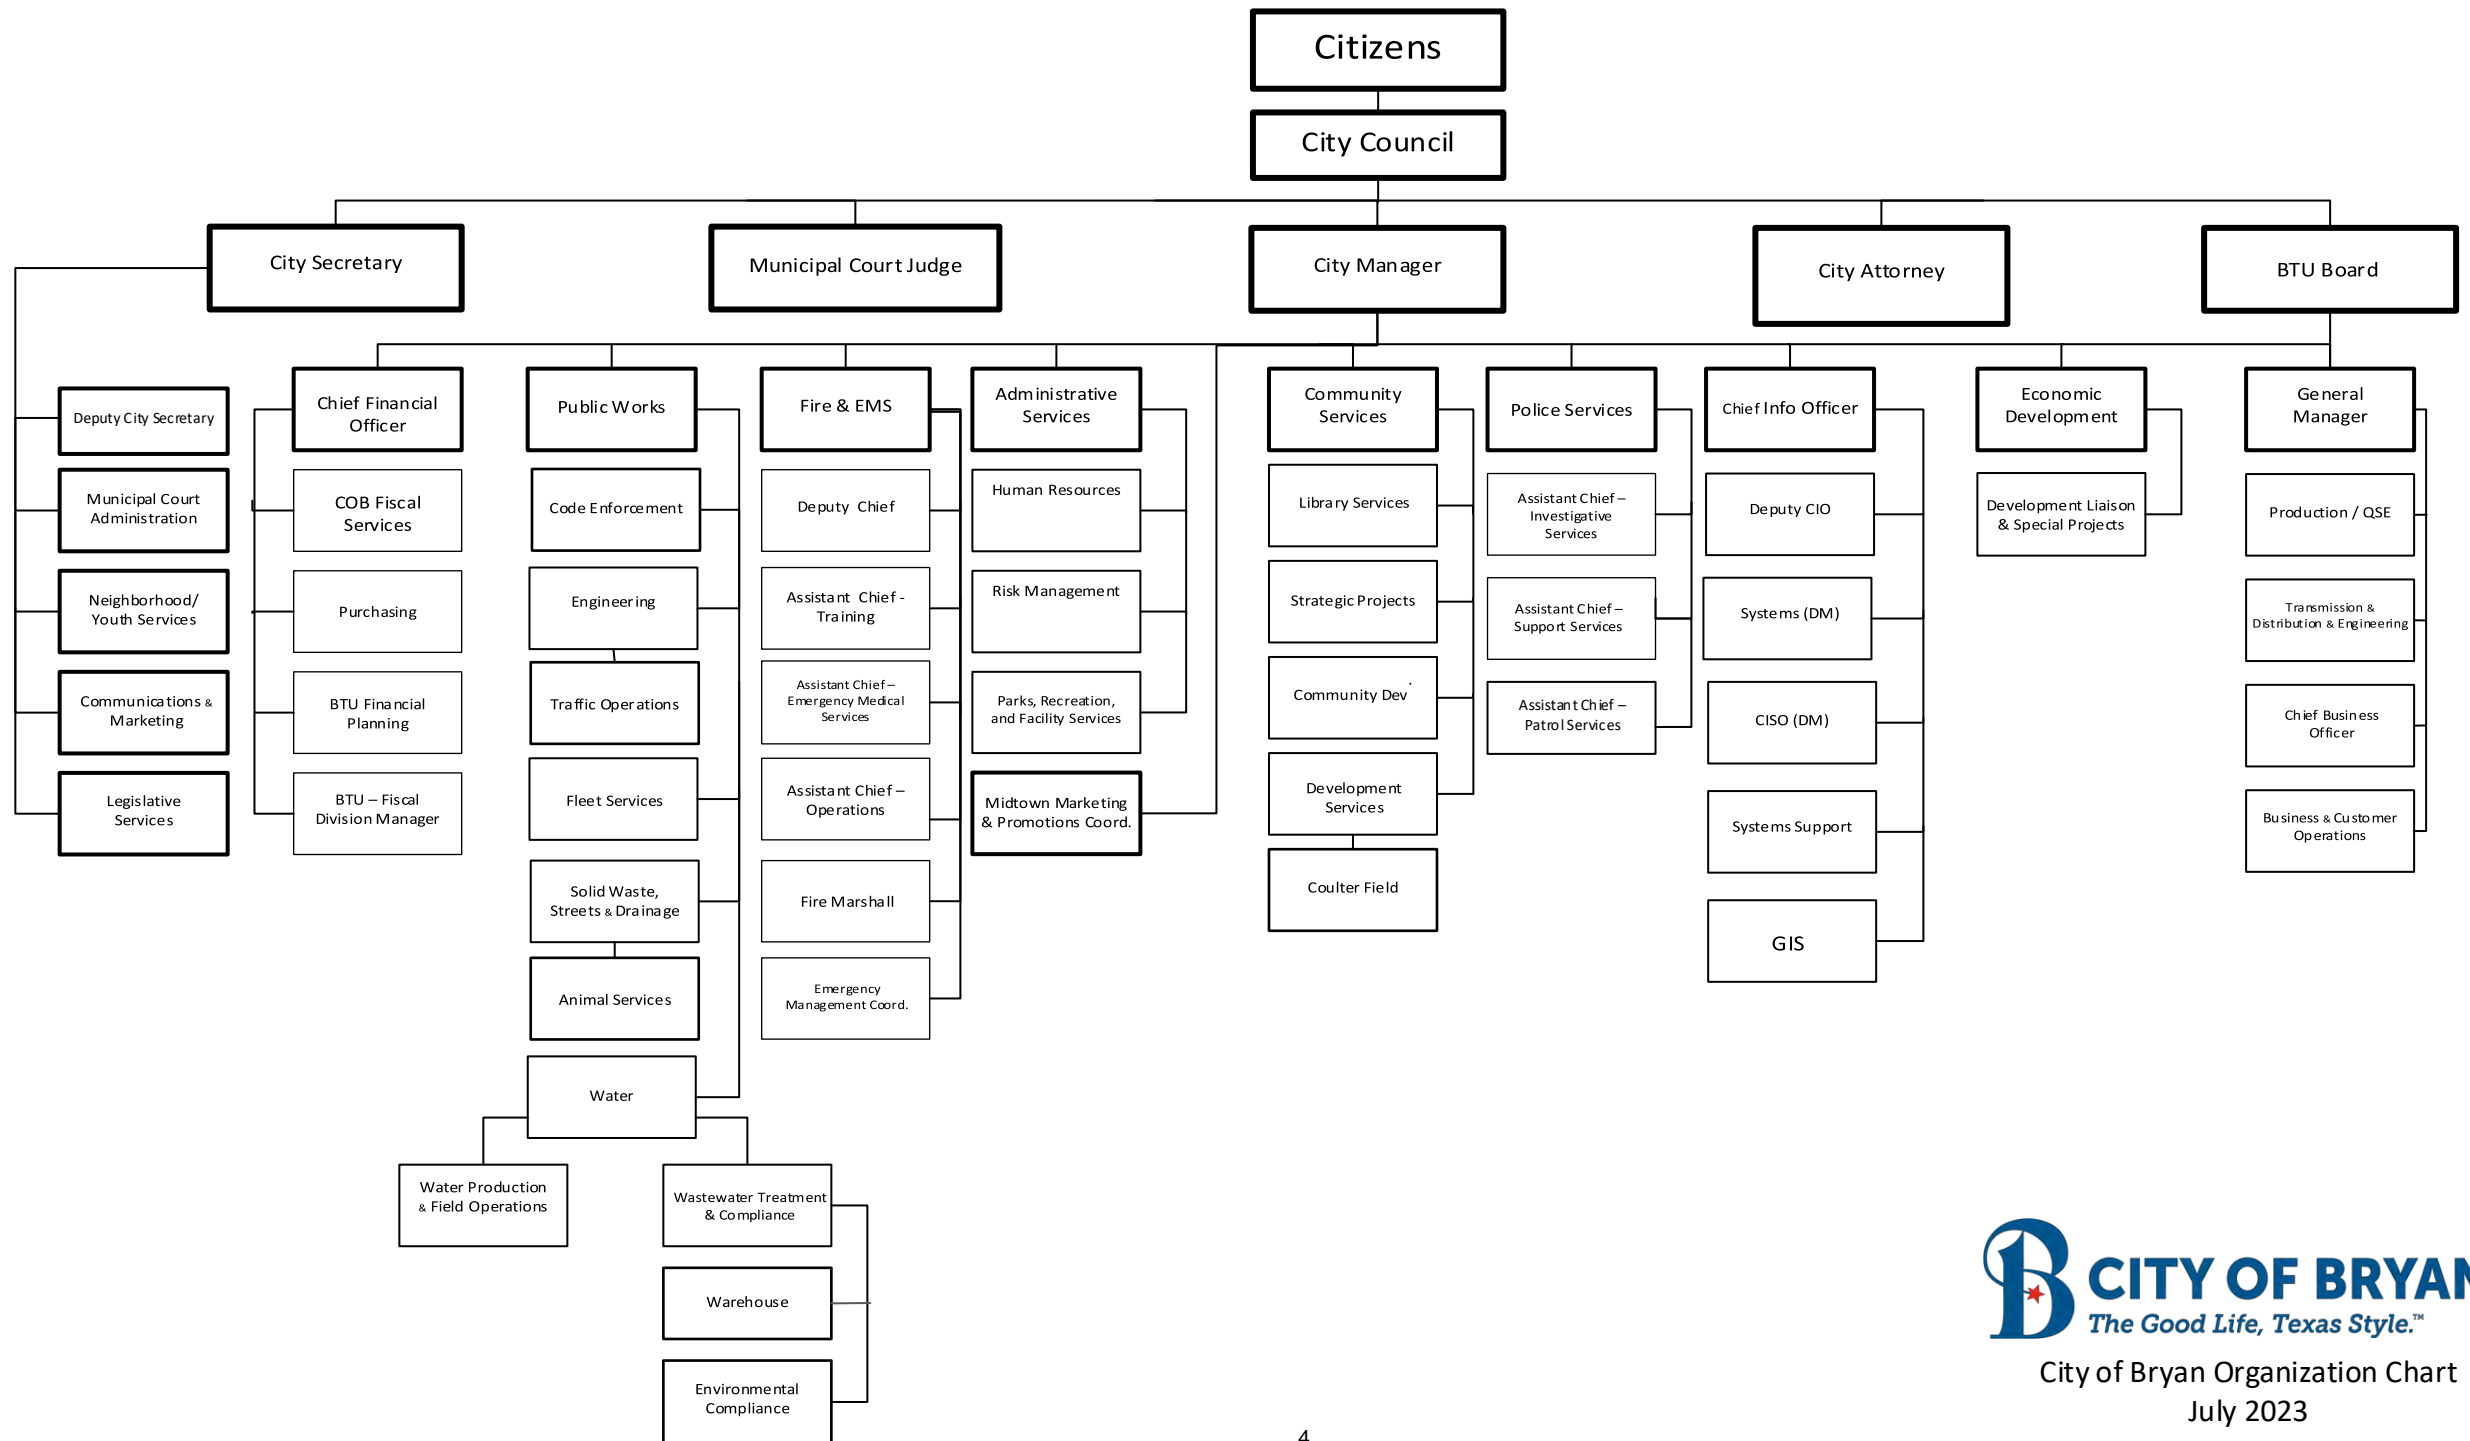 Citizens
City Council
City Secretary
Municipal Court Judge
City Manager
City Attorney
BTU Board
Deputy City Secretary
Municipal Court
Administration
Neighborhood/
Youth Services
Communications &
Marketing
Legislative
Services
Chief Financial
Officer
COB Fiscal
Services
Purchasing
BTU Financial
Planning
BTU – Fiscal
Division Manager
Public Works
Code Enforcement
Engineering
Traffic Operations
Fleet Services
Solid Waste,
Streets & Drainage
Animal Services
Water
Water Production
& Field Operations
Wastewater Treatment
& Compliance
Warehouse
Environmental
Compliance
Fire & EMS
Deputy Chief
Assistant Chief -
Training
Assistant Chief –
Emergency Medical
Services
Assistant Chief –
Operations
Fire Marshall
Emergency
Management Coord.
Administrative
Services
Human Resources
Risk Management
Parks, Recreation,
and Facility Services
Midtown Marketing
& Promotions Coord.
Community
Services
Library Services
Strategic Projects
Community Dev
Development
Services
Coulter Field
Police Services
Assistant Chief –
Investigative
Services
Assistant Chief –
Support Services
Assistant Chief –
Patrol Services
Chief Info Officer
Deputy CIO
Systems (DM)
CISO (DM)
Systems Support
GIS
Economic
Development
Development Liaison
& Special Projects
General
Manager
Production / QSE
Transmission &
Distribution & Engineering
Chief Business
Officer
Business & Customer
Operations
B CITY OF BRYAN
The Good Life, Texas Style.™
City of Bryan Organization Chart
July 2023
4